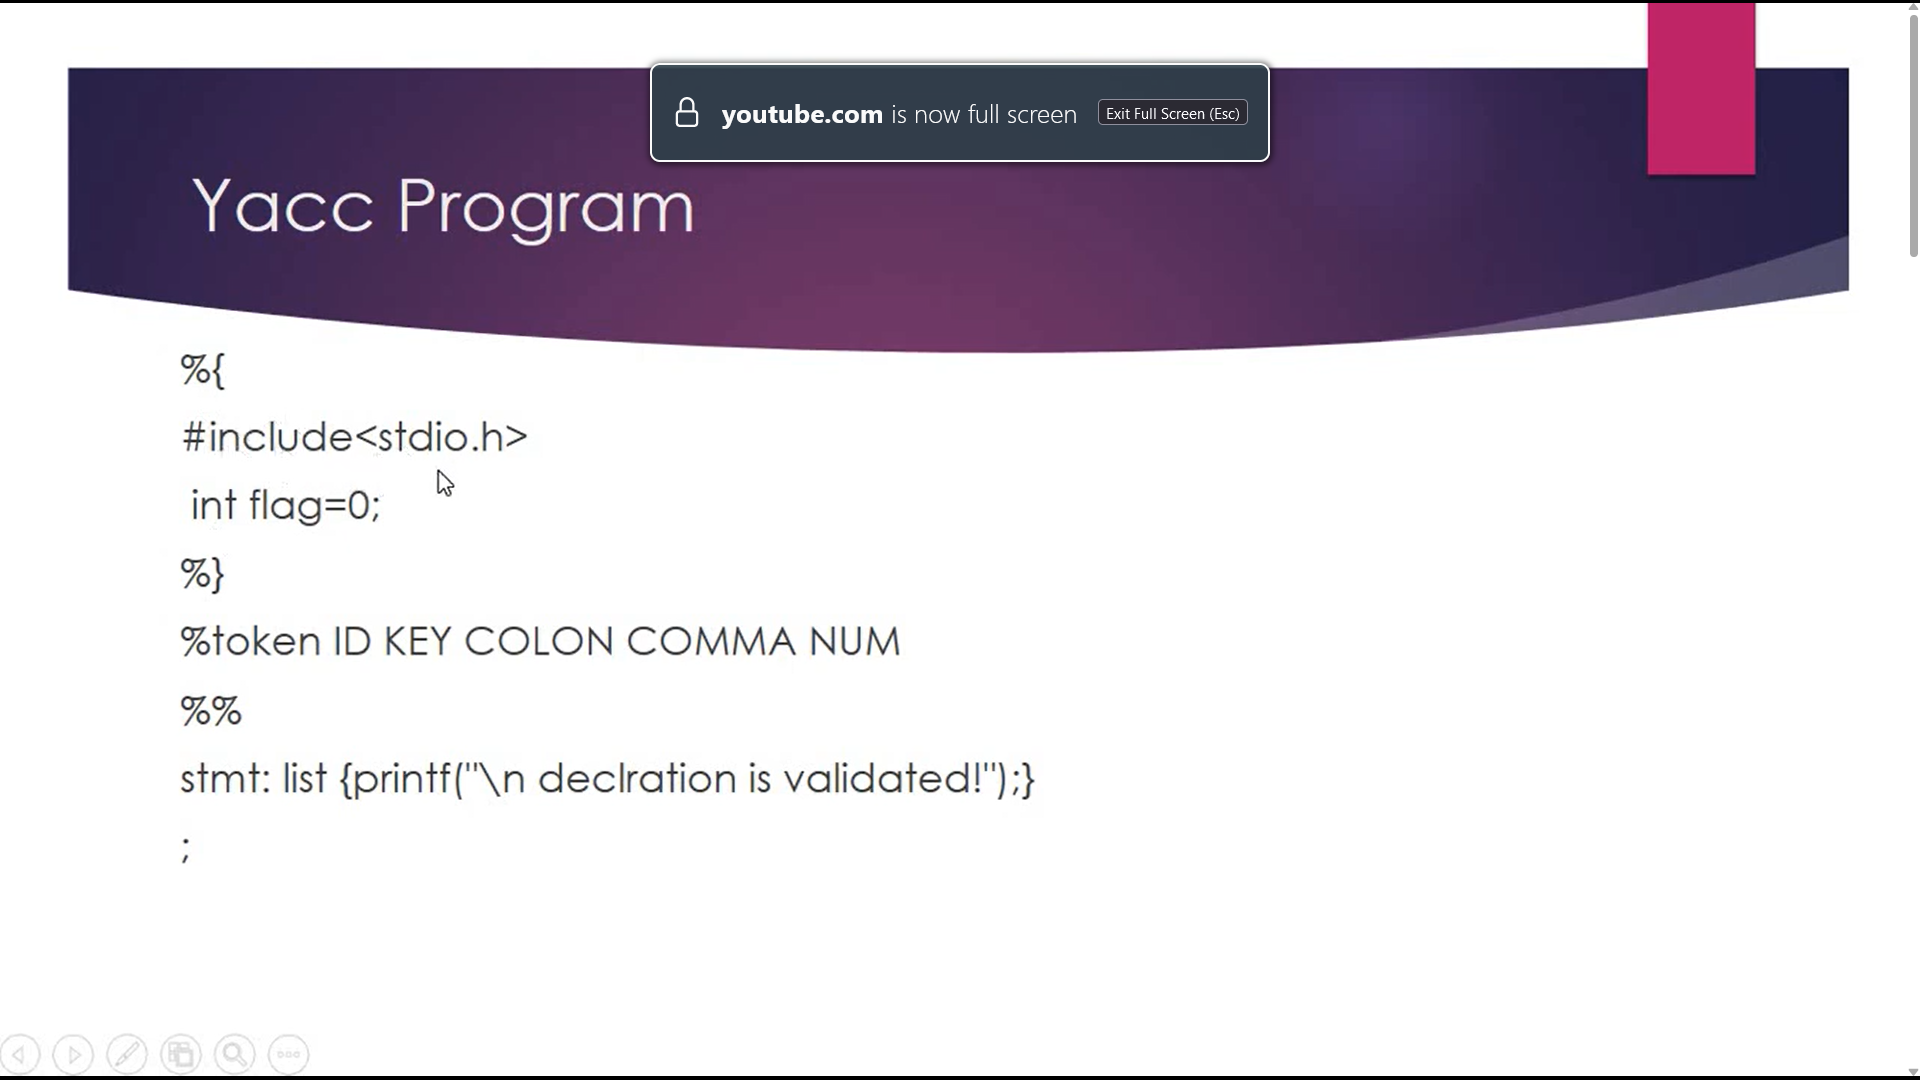 youtube.com is now full screen Exit Full Screen (Esc)
Yacc Program
%{
#include<stdio.h>
int flag=0;
%}
%token ID KEY COLON COMMA NUM
%%
stmt: list {printf("\n declration is validated!");}
;